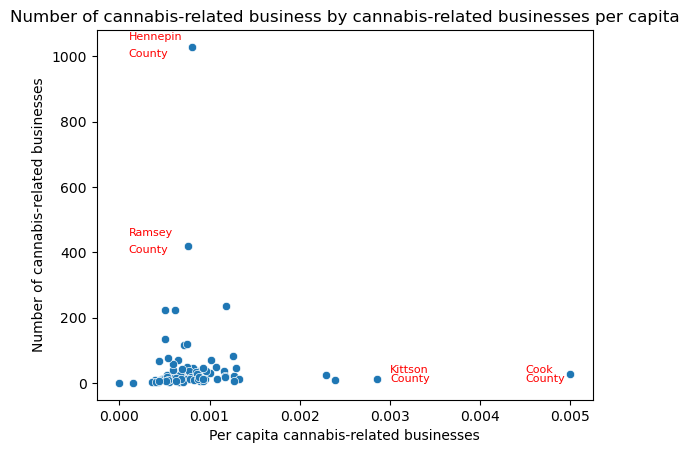 Number of cannabis-related business by cannabis-related businesses per capita
Hennepin
County
1000
800
600
Ramsey
County
400
200
0
Kittson
County
Cook
County
Number of cannabis-related businesses
0.000
0.001
0.002
0.003
0.004
0.005
Per capita cannabis-related businesses